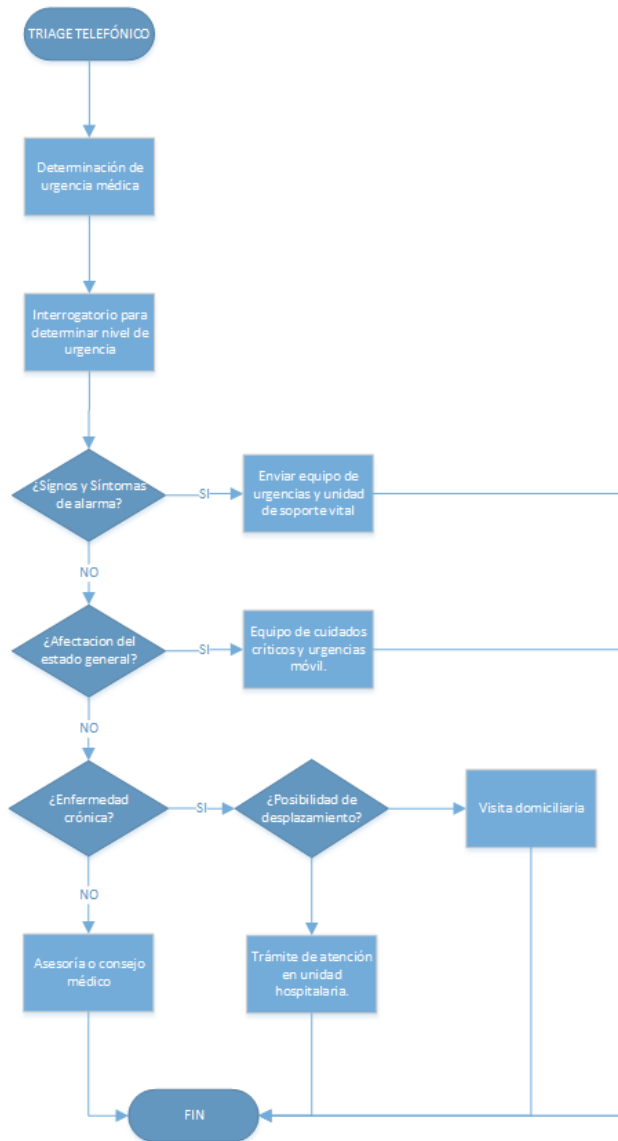 TRIAGE TELEFÓNICO
Determinación de
urgencia médica
Interrogatorio para
determinar nivel de
urgencia
¿Sígnos y Síntomas
de alarma?
SI
Enviar equipo de
urgencias y unidad
de soporte vital
NO
¿Afectacion del
estado general?
SI
Equipo de cuidados
críticos y urgencias
móvil.
NO
¿Enfermedad
crónica?
SI
¿Posibilidad de
desplazamiento?
Visita domiciliaria
NO
Asesoría o consejo
médico
Trámite de atención
en unidad
hospitalaria.
FIN